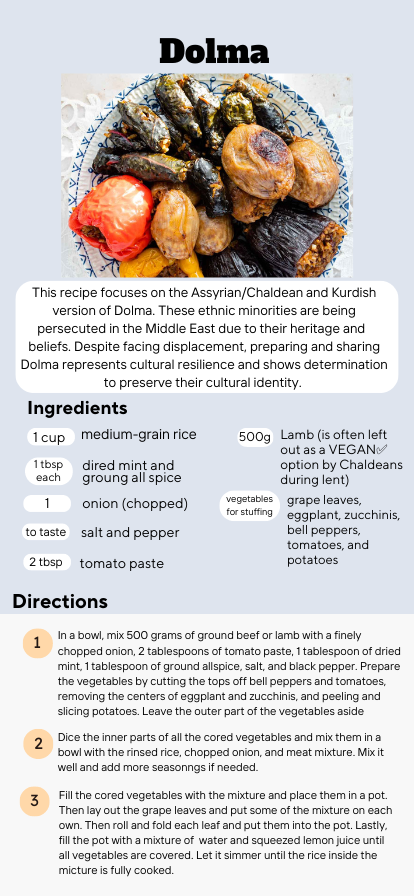 Dolma
This recipe focuses on the Assyrian/Chaldean and Kurdish
version of Dolma. These ethnic minorities are being
persecuted in the Middle East due to their heritage and
beliefs. Despite facing displacement, preparing and sharing
Dolma represents cultural resilience and shows determination
to preserve their cultural identity.
Ingredients
1 cup medium-grain rice
1 tbsp
each
dired mint and
groung all spice
1 onion (chopped)
to taste salt and pepper
2 tbsp tomato paste
500g
Lamb (is often left
out as a VEGAN✅
option by Chaldeans
during lent)
vegetables
for stuffing
grape leaves,
eggplant, zucchinis,
bell peppers,
tomatoes, and
potatoes
Directions
1
In a bowl, mix 500 grams of ground beef or lamb with a finely
chopped onion, 2 tablespoons of tomato paste, 1 tablespoon of dried
mint, 1 tablespoon of ground allspice, salt, and black pepper. Prepare
the vegetables by cutting the tops off bell peppers and tomatoes,
removing the centers of eggplant and zucchinis, and peeling and
slicing potatoes. Leave the outer part of the vegetables aside
2
Dice the inner parts of all the cored vegetables and mix them in a
bowl with the rinsed rice, chopped onion, and meat mixture. Mix it
well and add more seasonngs if needed.
3
Fill the cored vegetables with the mixture and place them in a pot.
Then lay out the grape leaves and put some of the mixture on each
own. Then roll and fold each leaf and put them into the pot. Lastly,
fill the pot with a mixture of water and squeezed lemon juice until
all vegetables are covered. Let it simmer until the rice inside the
micture is fully cooked.